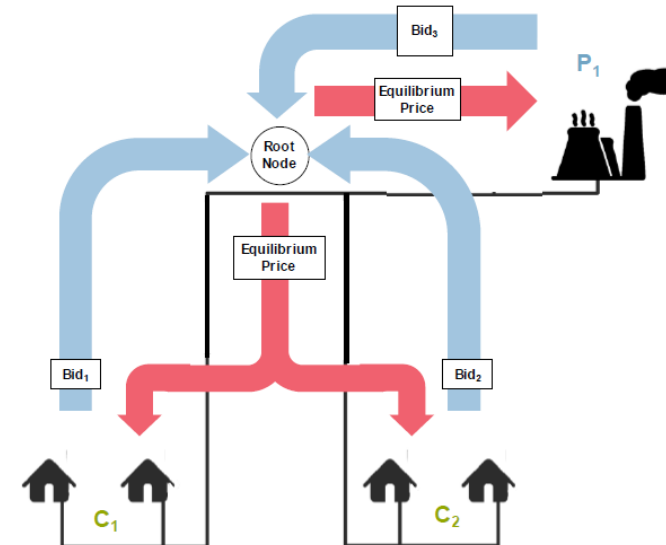 Bid₃
P₁
Equilibrium
Price
Root
Node
Equilibrium
Price
Bid₁
Bid₂
C₁
C₂